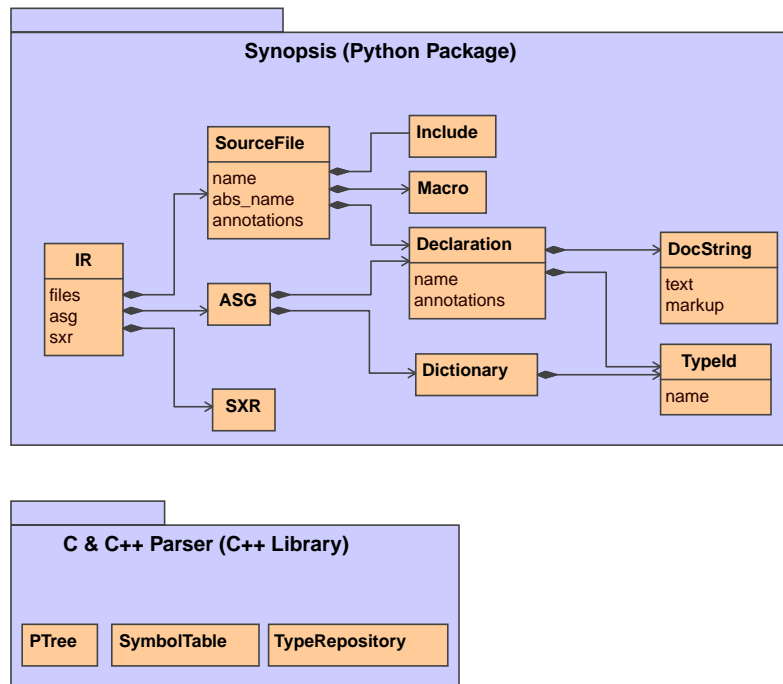 Synopsis (Python Package)
SourceFile
name
abs_name
annotations
Include
Macro
IR
files
asg
sxr
ASG
SXR
Declaration
name
annotations
Dictionary
DocString
text
markup
TypeId
name
C & C++ Parser (C++ Library)
PTree
SymbolTable
TypeRepository